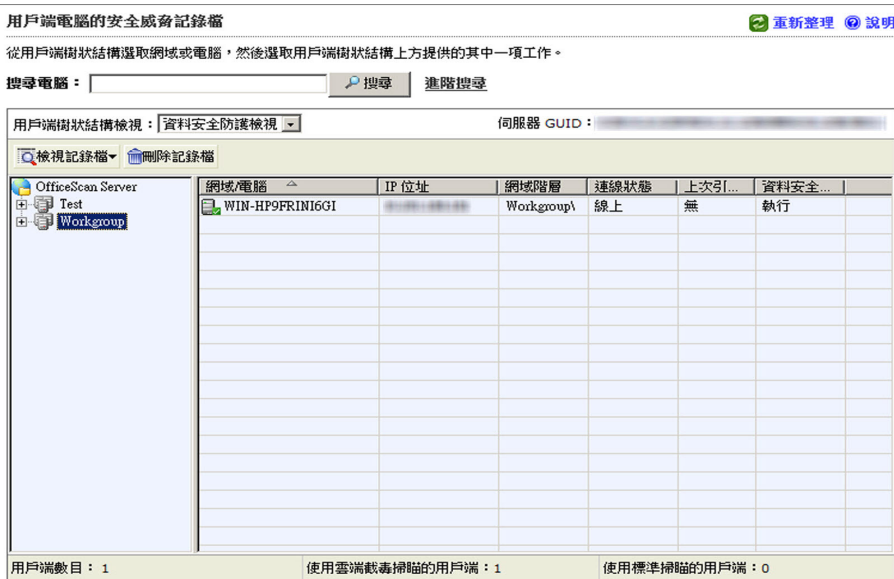 用戶端電腦的安全威脅記錄檔
重新整理 說明
從用戶端樹狀結構選取網域或電腦，然後選取用戶端樹狀結構上方提供的其中一項工作。
搜尋電腦： 搜尋 進階搜尋
用戶端樹狀結構檢視： 資料安全防護檢視 伺服器 GUID：
檢視記錄檔 刪除記錄檔
OfficeScan Server
Test
Workgroup
網域/電腦 IP 位址 網域階層 連線狀態 上次引... 資料安全...
WIN-HP9FRINI6GI Workgroup\ 線上 無 執行
用戶端數目：1 使用雲端截毒掃瞄的用戶端：1 使用標準掃瞄的用戶端：0